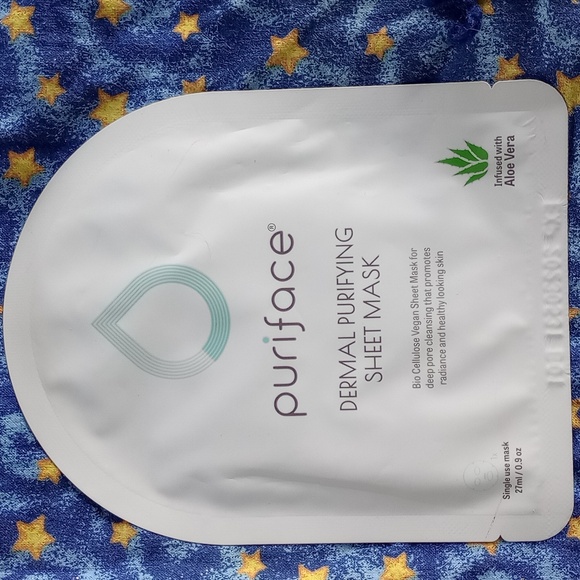 puriface®
DERMAL PURIFYING
SHEET MASK
Bio Cellulose Vegan Sheet Mask for
deep pore cleansing that promotes
radiance and healthy looking skin
Single use mask
27ml / 0.9 oz
Infused with
Aloe Vera